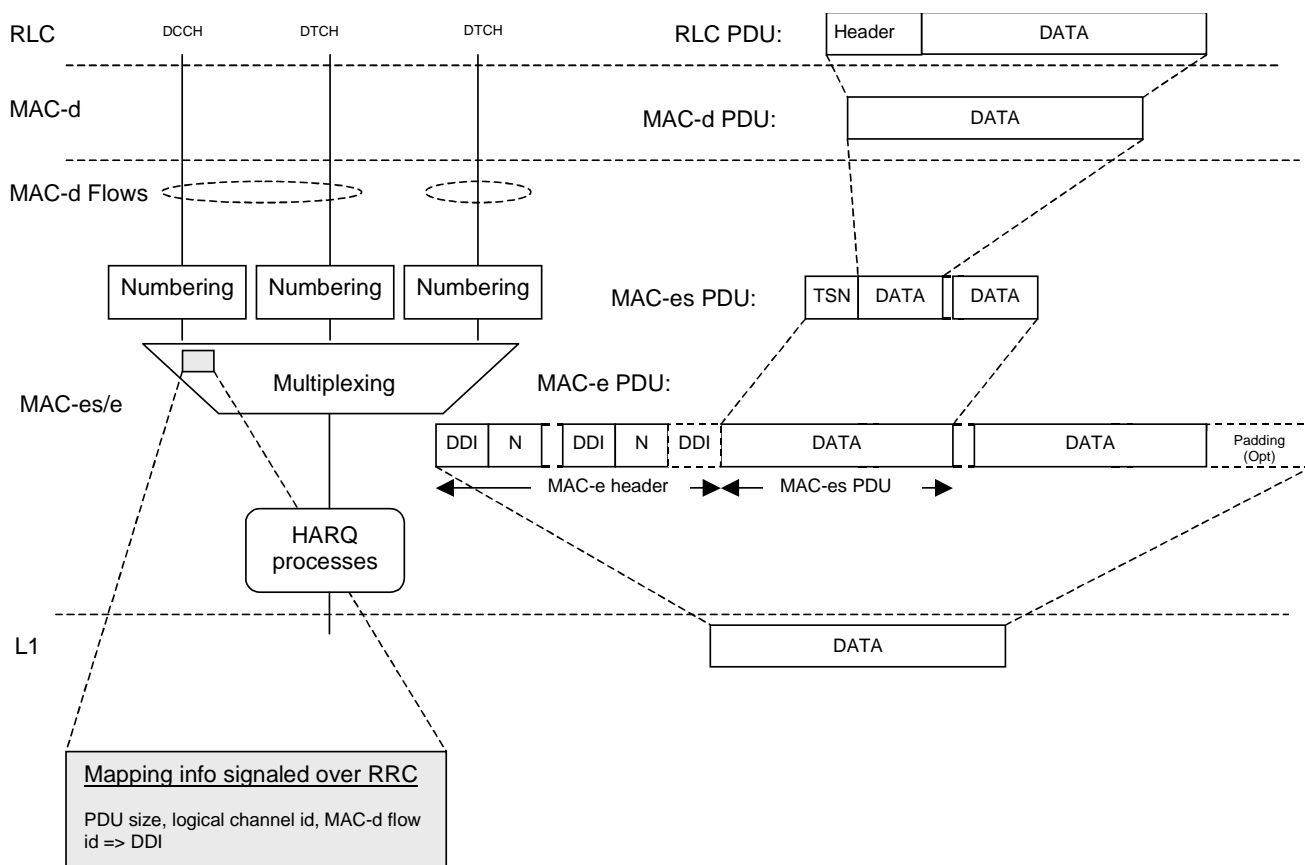 RLC
DCCH
DTCH
DTCH
RLC PDU:
Header
DATA
MAC-d
MAC-d PDU:
DATA
MAC-d Flows
Numbering
Numbering
Numbering
MAC-es PDU:
TSN
DATA
DATA
Multiplexing
MAC-e PDU:
MAC-es/e
DDI
N
DDI
N
DDI
DATA
DATA
Padding
(Opt)
MAC-e header
MAC-es PDU
HARQ
processes
L1
DATA
Mapping info signaled over RRC
PDU size, logical channel id, MAC-d flow
id => DDI